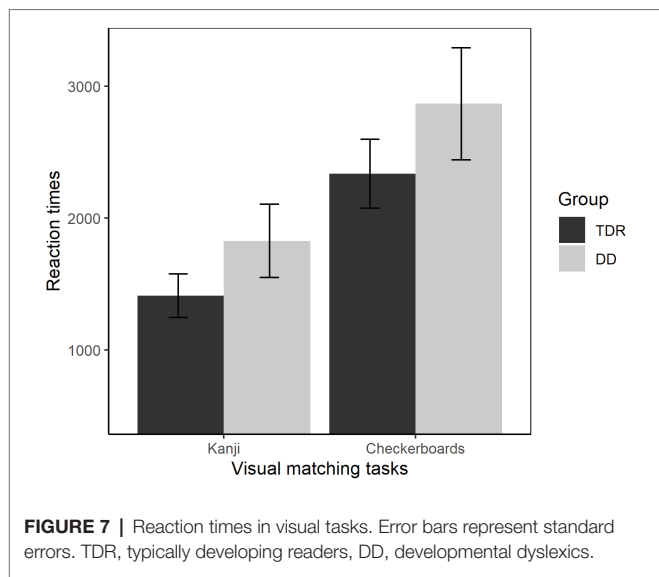 3000
2000
1000
Reaction times
Kanji Checkerboards
Visual matching tasks
Group
TDR
DD
FIGURE 7 | Reaction times in visual tasks. Error bars represent standard
errors. TDR, typically developing readers, DD, developmental dyslexics.